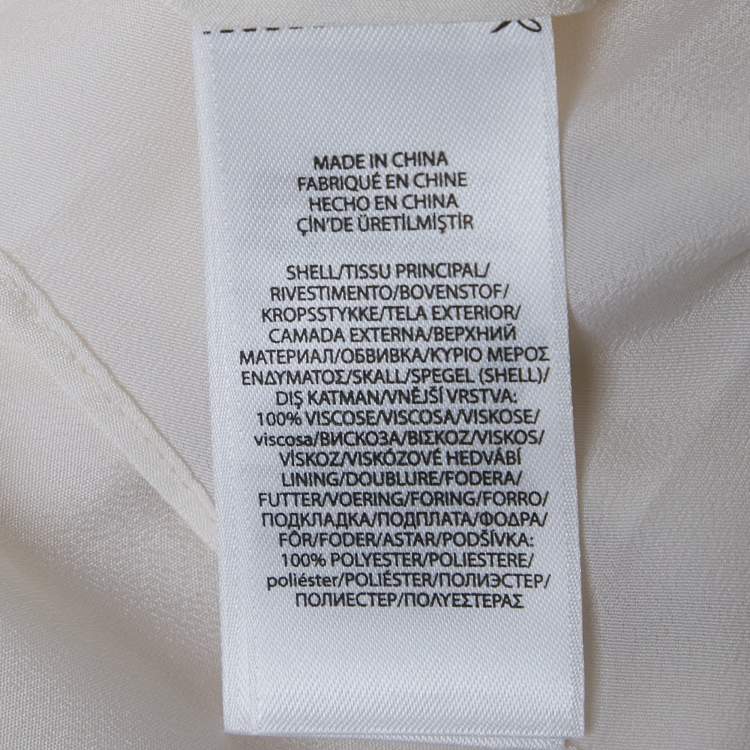 MADE IN CHINA
FABRIQUÉ EN CHINE
HECHO EN CHINA
ÇİN'DE ÜRETİLMİŞTİR
SHELL/TISSU PRINCIPAL/
RIVESTIMENTO/BOVENSTOF/
KROPSSTYKKE/TELA EXTERIOR/
CAMADA EXTERNA/ВЕРХНИЙ
МАТЕРИАЛ/ОБВИВКА/ΚΥΡΙΟ ΜΕΡΟΣ
ΕΝΔΥΜΑΤΟΣ/SKALL/SPEGEL (SHELL)/
DIŞ KATMAN/VNĚJŠÍ VRSTVA:
100% VISCOSE/VISCOSA/VISKOSE/
viscosa/ВИСКОЗА/ΒΙΣΚΟΖ/VISKOS/
VİSKOZ/VISKÓZOVÉ HEDVÁBÍ
LINING/DOUBLURE/FODERA/
FUTTER/VOERING/FORING/FORRO/
ПОДКЛАДКА/ПОДПЛАТА/ΦΟΔΡΑ/
FÔR/FODER/ASTAR/PODŠÍVKA:
100% POLYESTER/POLIESTERE/
poliéster/POLIÉSTER/ПОЛИЭСТЕР/
ПОЛИЕСТЕР/ΠΟΛΥΕΣΤΕΡΑΣ